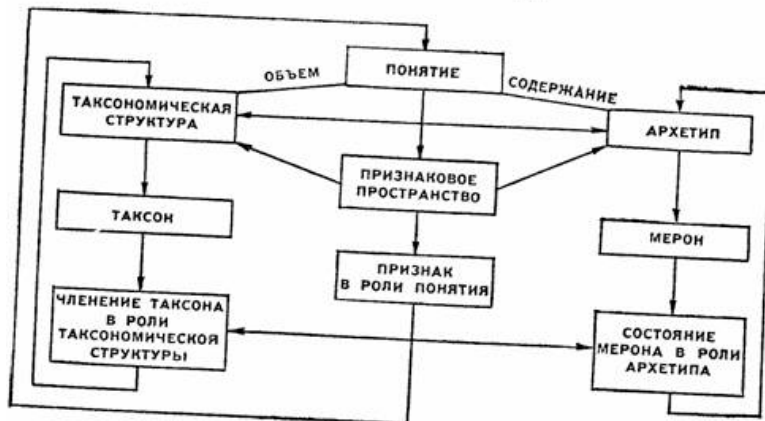 ОБЪЕМ
ПОНЯТИЕ
СОДЕРЖАНИЕ
ТАКСОНОМИЧЕСКАЯ
СТРУКТУРА
АРХЕТИП
ПРИЗНАКОВОЕ
ПРОСТРАНСТВО
ТАКСОН
МЕРОН
ПРИЗНАК
В РОЛИ ПОНЯТИЯ
ЧЛЕНЕНИЕ ТАКСОНА
В РОЛИ
ТАКСОНОМИЧЕСКОЙ
СТРУКТУРЫ
СОСТОЯНИЕ
МЕРОНА В РОЛИ
АРХЕТИПА